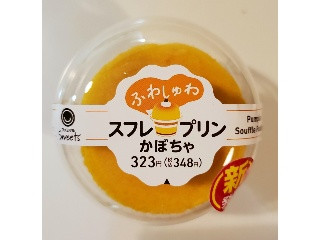 ふわしゅわ
スフレ プリン
かぼちゃ
323円(税込348円)
Sweets
Souffle
新